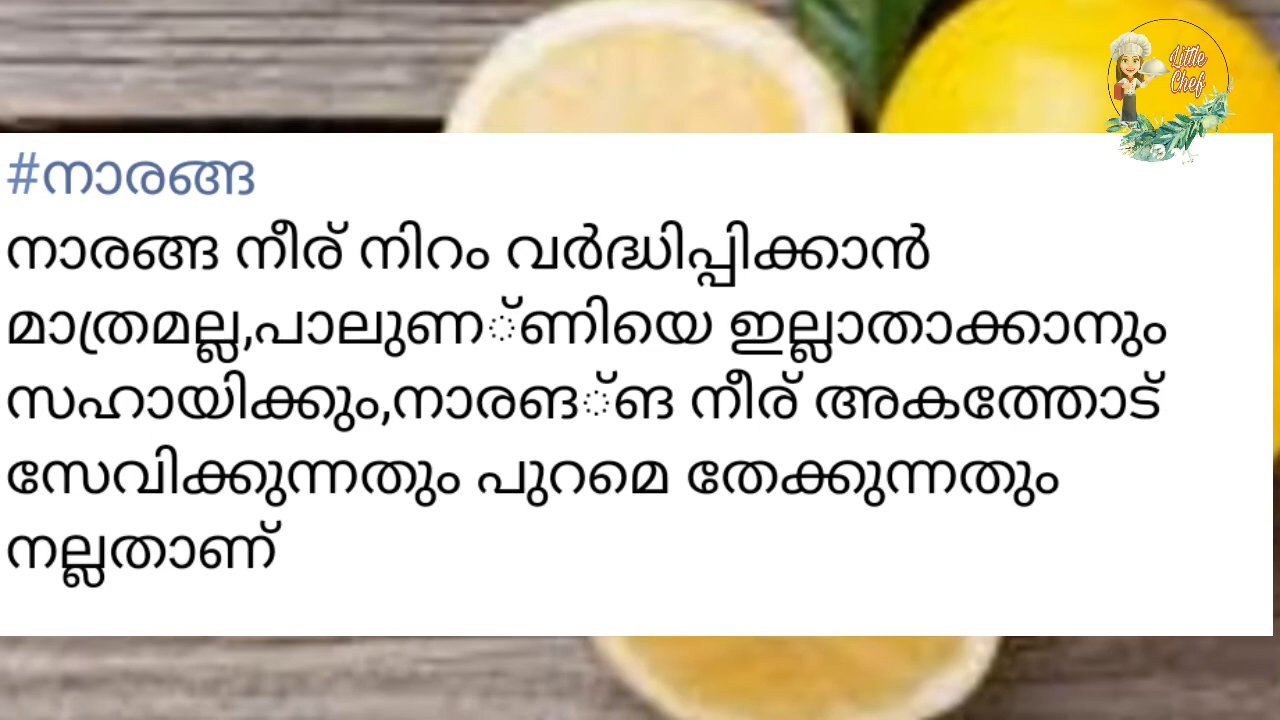 Little
Chef
#നാരങ്ങ
നാരങ്ങ നീര് നിറം വർദ്ധിപ്പിക്കാൻ
മാത്രമല്ല,പാലുണ ്ണിയെ ഇല്ലാതാക്കാനും
സഹായിക്കും,നാരങ ്ങ നീര് അകത്തോട്
സേവിക്കുന്നതും പുറമെ തേക്കുന്നതും
നല്ലതാണ്